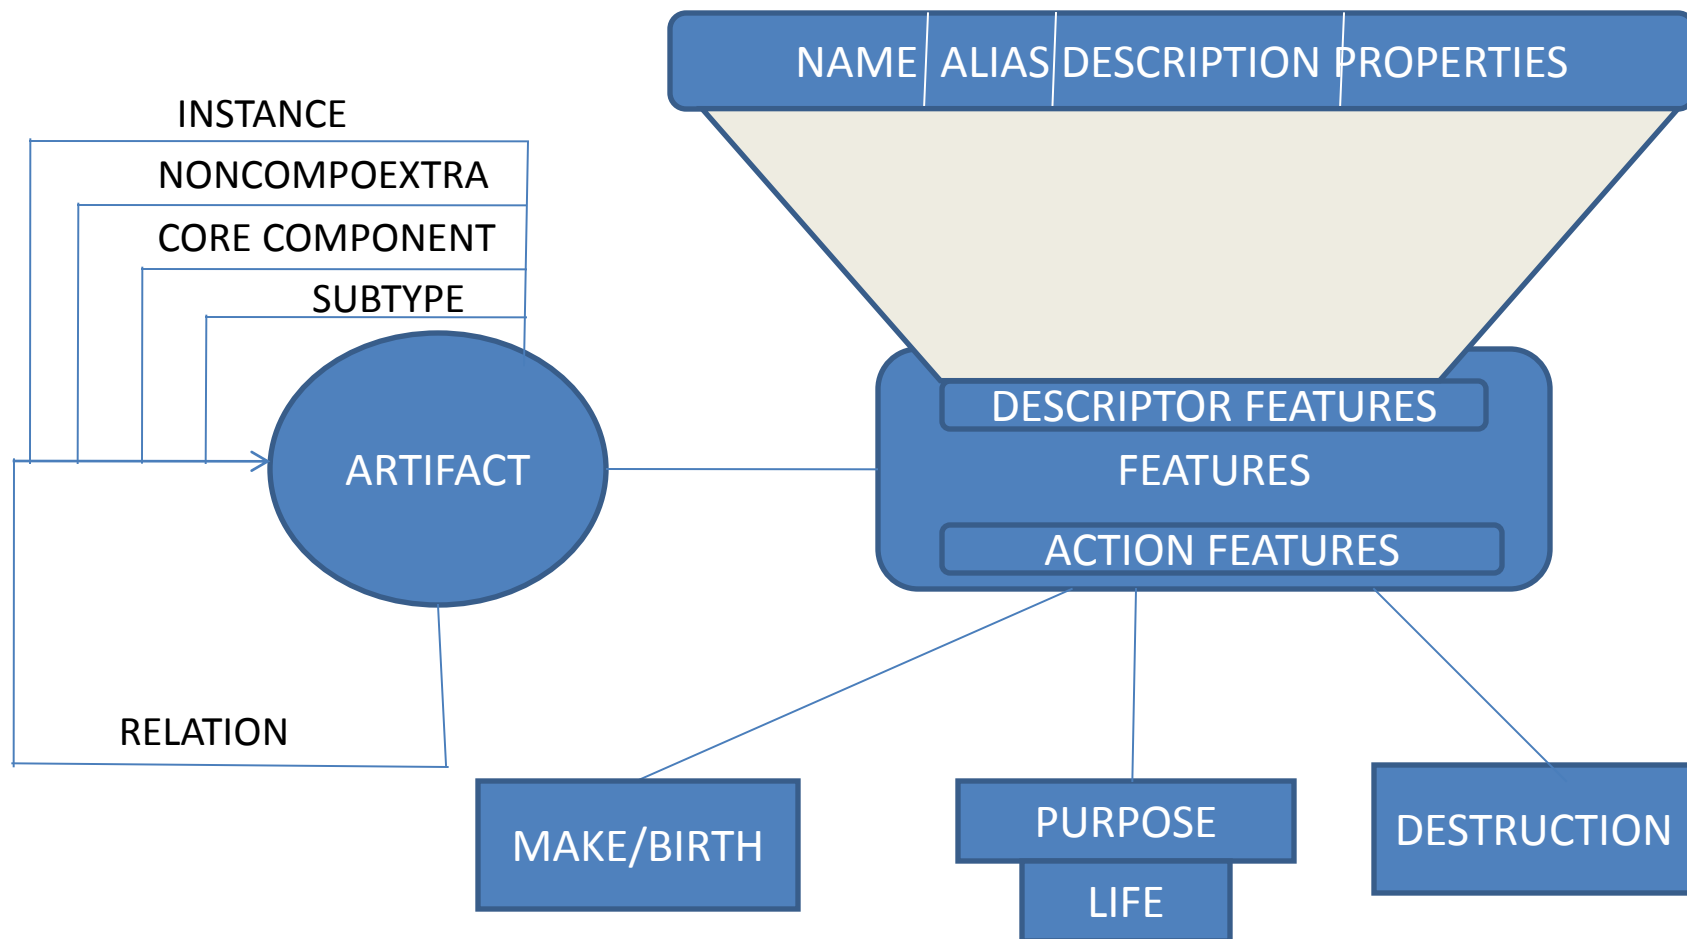 NAME ALIAS DESCRIPTION PROPERTIES
INSTANCE
NONCOMPOEXTRA
CORE COMPONENT
SUBTYPE
DESCRIPTOR FEATURES
ARTIFACT
FEATURES
ACTION FEATURES
RELATION
MAKE/BIRTH
PURPOSE
LIFE
DESTRUCTION